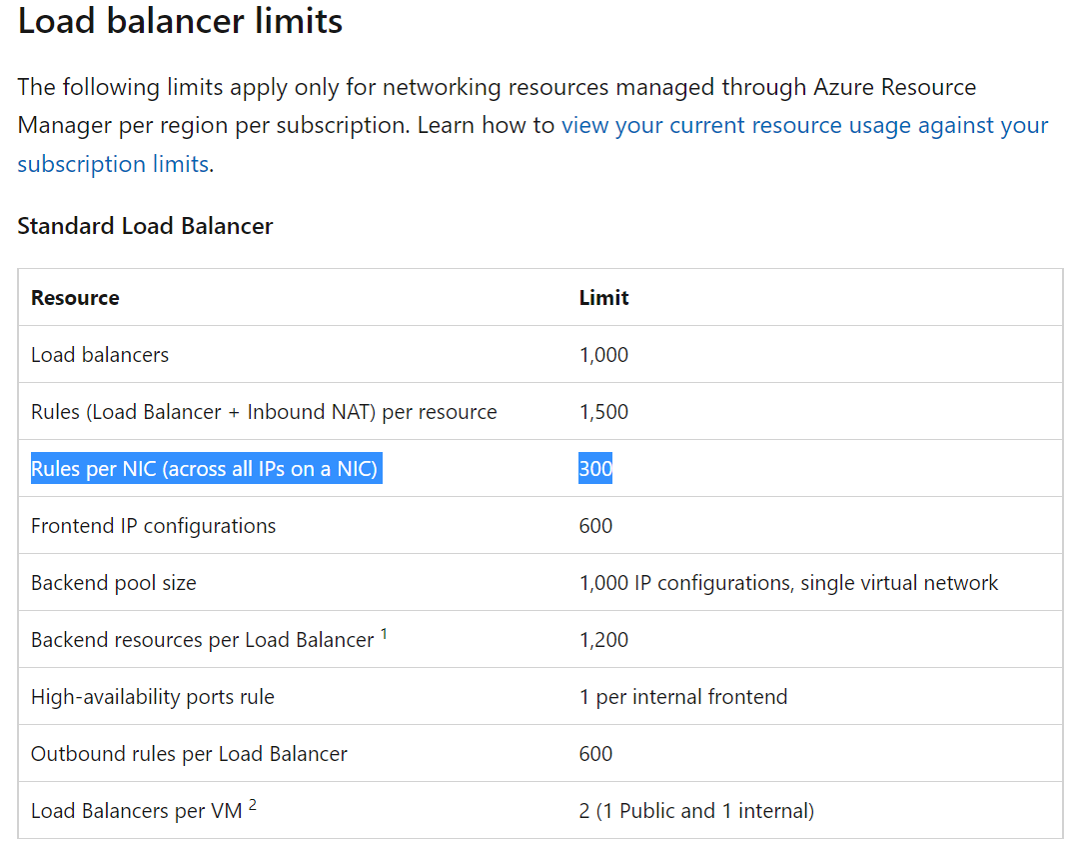 Load balancer limits
The following limits apply only for networking resources managed through Azure Resource
Manager per region per subscription. Learn how to view your current resource usage against your
subscription limits.
Standard Load Balancer
Resource Limit
Load balancers 1,000
Rules (Load Balancer + Inbound NAT) per resource 1,500
Rules per NIC (across all IPs on a NIC) 300
Frontend IP configurations 600
Backend pool size 1,000 IP configurations, single virtual network
Backend resources per Load Balancer 1 1,200
High-availability ports rule 1 per internal frontend
Outbound rules per Load Balancer 600
Load Balancers per VM 2 2 (1 Public and 1 internal)